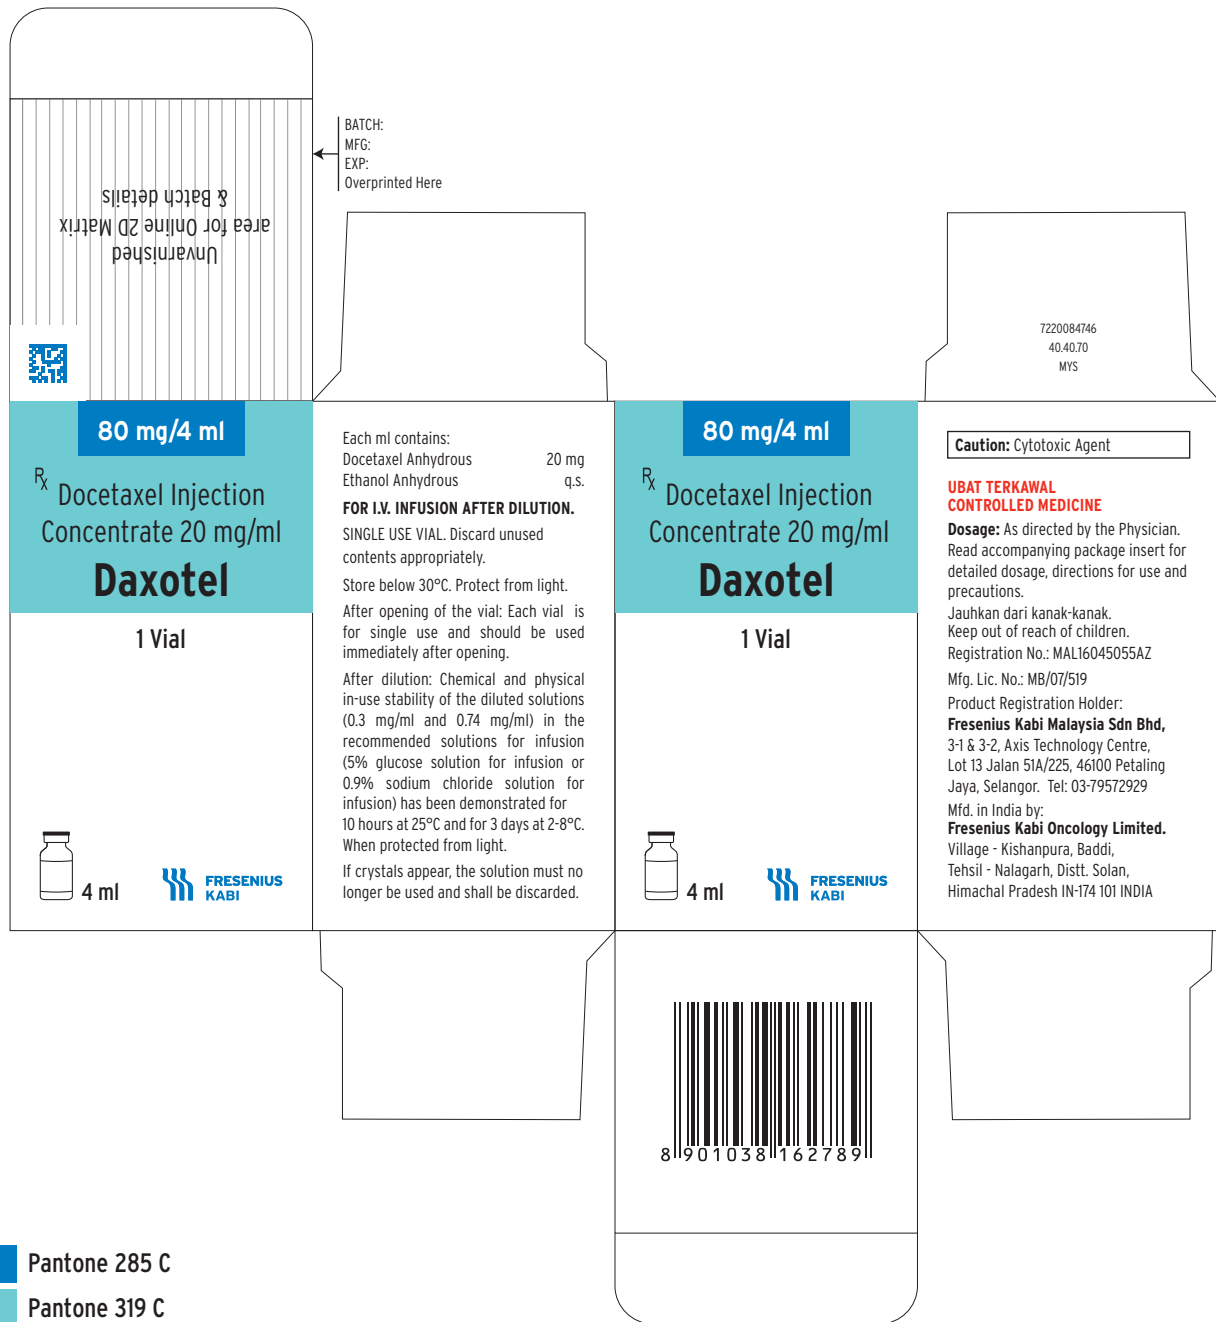 BATCH:
MFG:
EXP:
Overprinted Here
Unvarnished
area for Online 2D Matrix
& Batch details
7220084746
40.40.70
MYS
80 mg/4 ml
Rx Docetaxel Injection
Concentrate 20 mg/ml
Daxotel
1 Vial
4 ml
FRESENIUS
KABI
Each ml contains:
Docetaxel Anhydrous 20 mg
Ethanol Anhydrous q.s.
FOR I.V. INFUSION AFTER DILUTION.
SINGLE USE VIAL. Discard unused
contents appropriately.
Store below 30°C. Protect from light.
After opening of the vial: Each vial is
for single use and should be used
immediately after opening.
After dilution: Chemical and physical
in-use stability of the diluted solutions
(0.3 mg/ml and 0.74 mg/ml) in the
recommended solutions for infusion
(5% glucose solution for infusion or
0.9% sodium chloride solution for
infusion) has been demonstrated for
10 hours at 25°C and for 3 days at 2-8°C.
When protected from light.
If crystals appear, the solution must no
longer be used and shall be discarded.
80 mg/4 ml
Rx Docetaxel Injection
Concentrate 20 mg/ml
Daxotel
1 Vial
4 ml
FRESENIUS
KABI
Caution: Cytotoxic Agent
UBAT TERKAWAL
CONTROLLED MEDICINE
Dosage: As directed by the Physician.
Read accompanying package insert for
detailed dosage, directions for use and
precautions.
Jauhkan dari kanak-kanak.
Keep out of reach of children.
Registration No.: MAL16045055AZ
Mfg. Lic. No.: MB/07/519
Product Registration Holder:
Fresenius Kabi Malaysia Sdn Bhd,
3-1 & 3-2, Axis Technology Centre,
Lot 13 Jalan 51A/225, 46100 Petaling
Jaya, Selangor. Tel: 03-79572929
Mfd. in India by:
Fresenius Kabi Oncology Limited.
Village - Kishanpura, Baddi,
Tehsil - Nalagarh, Distt. Solan,
Himachal Pradesh IN-174 101 INDIA
8 901038 162789
Pantone 285 C
Pantone 319 C